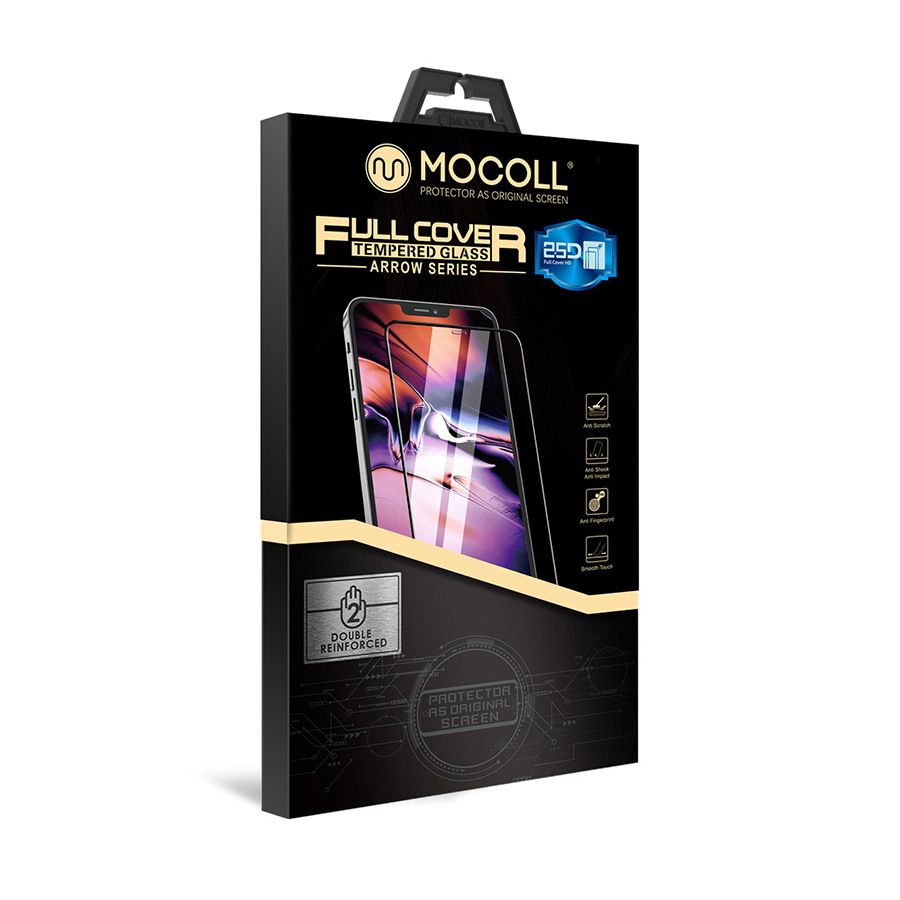 MOCOLL
MOCOLL®
PROTECTOR AS ORIGINAL SCREEN
FULL COVER
TEMPERED GLASS
ARROW SERIES
2.5D
Full Cover HD
Anti Scratch
Anti Shock
Anti Impact
Anti Fingerprint
Smooth Touch
2
DOUBLE
REINFORCED
PROTECTOR
AS ORIGINAL
SCREEN